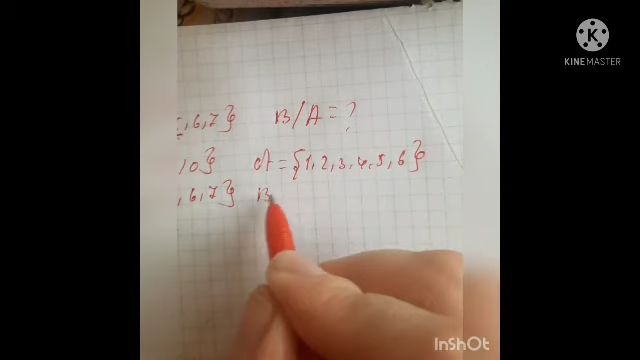 ,6,7} B/A=?
,10} A={1,2,3,4,5,6}
,6,7} B
K
KINEMASTER
InShOt